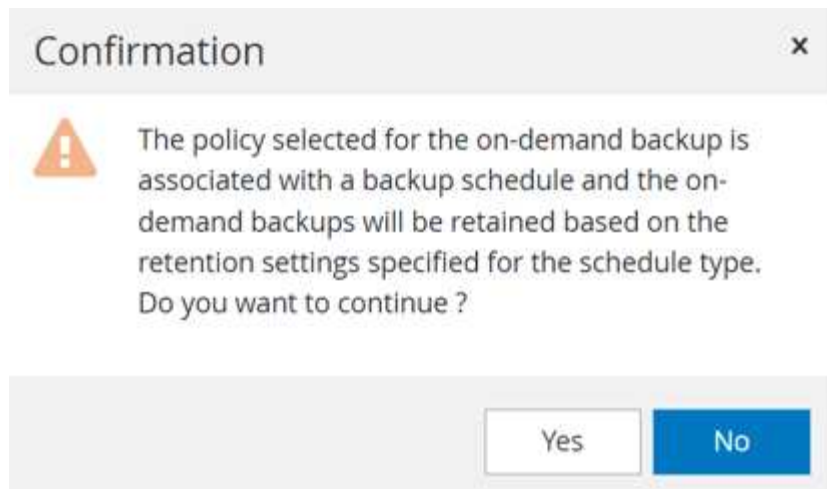 Confirmation
×
The policy selected for the on-demand backup is
associated with a backup schedule and the on-
demand backups will be retained based on the
retention settings specified for the schedule type.
Do you want to continue ?
Yes
No